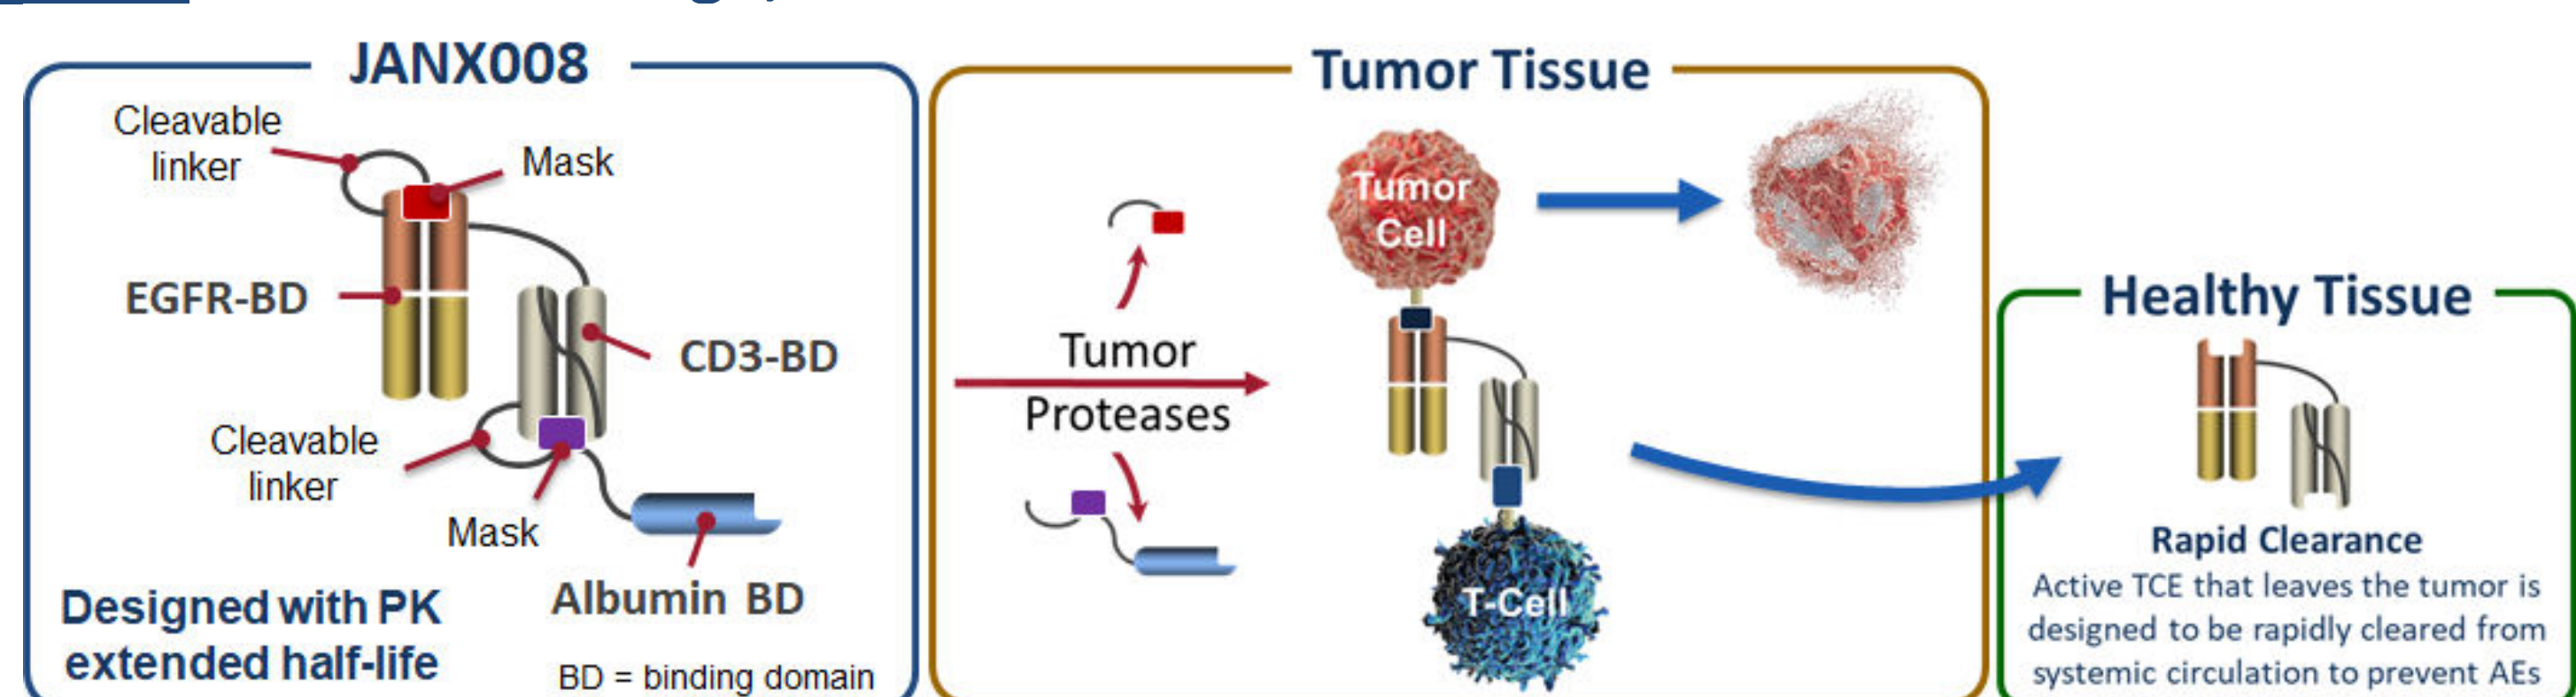 JANX008
Cleavable
linker
Mask
EGFR-BD
CD3-BD
Cleavable
linker
Mask
Albumin BD
Designed with PK
extended half-life
BD = binding domain
Tumor Tissue
Tumor
Cell
Tumor
Proteases
T-Cell
Healthy Tissue
Rapid Clearance
Active TCE that leaves the tumor is
designed to be rapidly cleared from
systemic circulation to prevent AEs